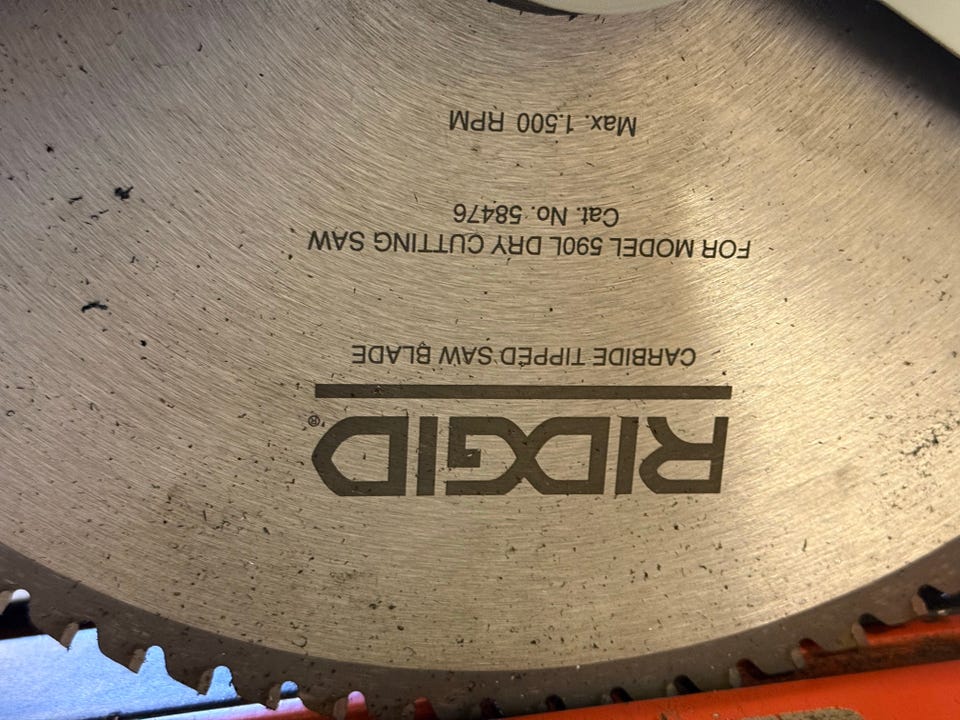 RIDGID®
CARBIDE TIPPED SAW BLADE
FOR MODEL 590L DRY CUTTING SAW
Cat. No. 58476
Max. 1.500 RPM